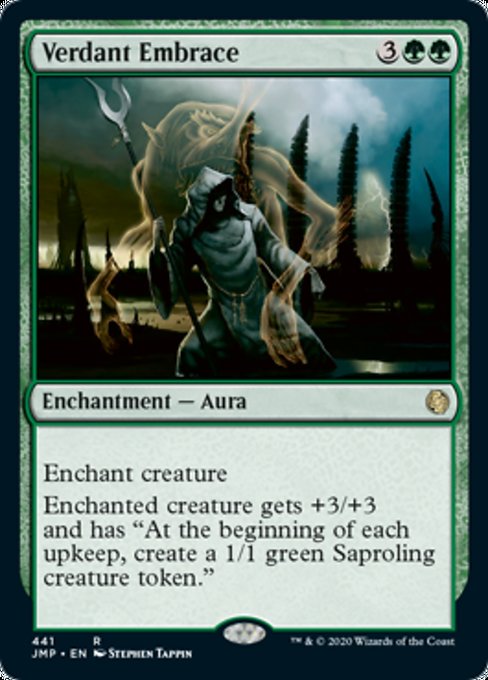 Verdant Embrace 3
Enchantment — Aura
Enchant creature
Enchanted creature gets +3/+3
and has “At the beginning of each
upkeep, create a 1/1 green Saproling
creature token.”
441 R
JMP • EN Stephen Tappin
™ & © 2020 Wizards of the Coast